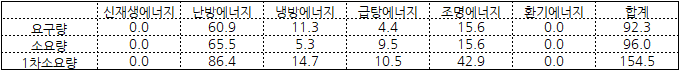 신재생에너지 난방에너지 냉방에너지 급탕에너지 조명에너지 환기에너지 합계
요구량 0.0 60.9 11.3 4.4 15.6 0.0 92.3
소요량 0.0 65.5 5.3 9.5 15.6 0.0 96.0
1차소요량 0.0 86.4 14.7 10.5 42.9 0.0 154.5